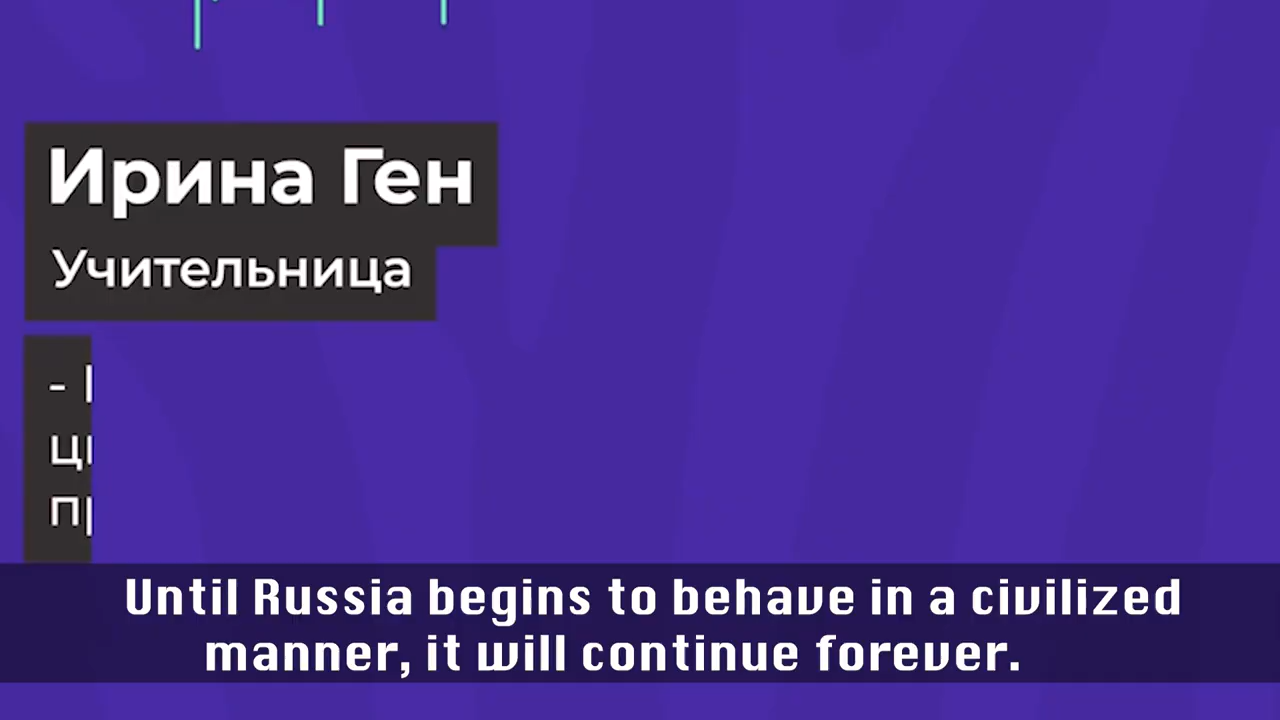 Ирина Ген
Учительница
-
Until Russia begins to behave in a civilized
manner, it will continue forever.